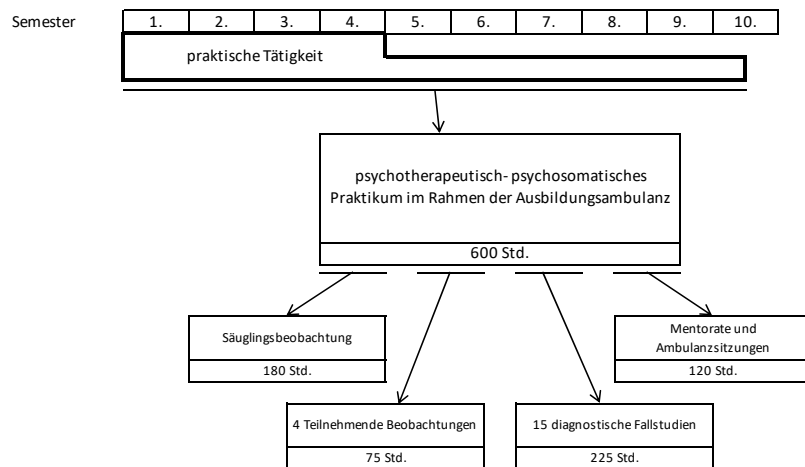 Semester 1. 2. 3. 4. 5. 6. 7. 8. 9. 10.
praktische Tätigkeit
psychotherapeutisch- psychosomatisches
Praktikum im Rahmen der Ausbildungsambulanz
600 Std.
Säuglingsbeobachtung
180 Std.
Mentorate und
Ambulanzsitzungen
120 Std.
4 Teilnehmende Beobachtungen
75 Std.
15 diagnostische Fallstudien
225 Std.